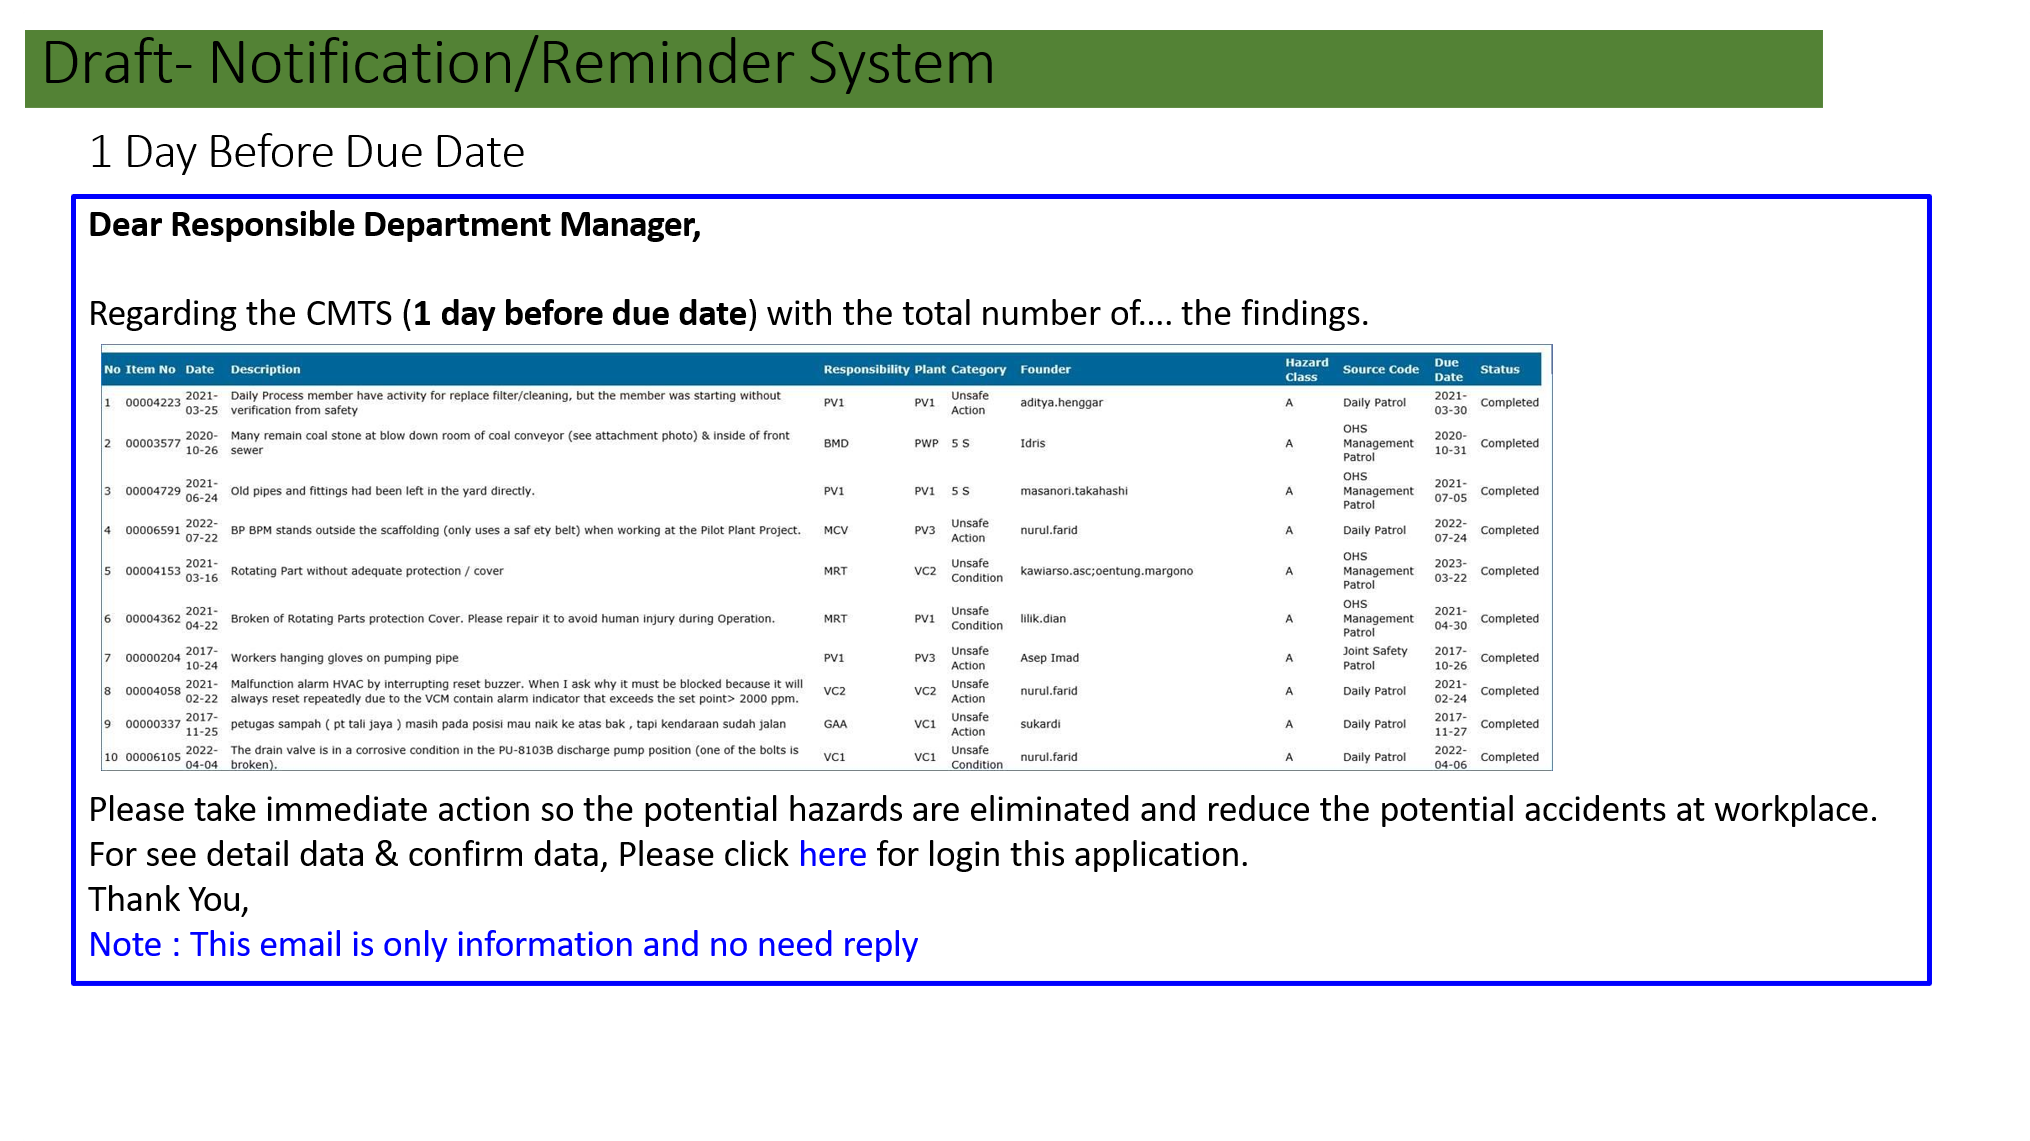 Draft- Notification/Reminder System
1 Day Before Due Date
Dear Responsible Department Manager,
Regarding the CMTS (1 day before due date) with the total number of.... the findings.
No Item No Date Description Responsibility Plant Category Founder Hazard Class Source Code Due Date Status
1 00004223 2021-03-25 Daily Process member have activity for replace filter/cleaning, but the member was starting without verification from safety PV1 PV1 Unsafe Action aditya.henggar A Daily Patrol 2021-03-30 Completed
2 00003577 2020-10-26 Many remain coal stone at blow down room of coal conveyor (see attachment photo) & inside of front sewer BMD PWP 5 S Idris A OHS Management Patrol 2020-10-31 Completed
3 00004729 2021-06-24 Old pipes and fittings had been left in the yard directly. PV1 PV1 5 S masanori.takahashi A OHS Management Patrol 2021-07-05 Completed
4 00006591 2022-07-22 BP BPM stands outside the scaffolding (only uses a saf ety belt) when working at the Pilot Plant Project. MCV PV3 Unsafe Action nurul.farid A Daily Patrol 2022-07-24 Completed
5 00004153 2021-03-16 Rotating Part without adequate protection / cover MRT VC2 Unsafe Condition kawiarso.asc;oentung.margono A OHS Management Patrol 2023-03-22 Completed
6 00004362 2021-04-22 Broken of Rotating Parts protection Cover. Please repair it to avoid human injury during Operation. MRT PV1 Unsafe Condition lilik.dian A OHS Management Patrol 2021-04-30 Completed
7 00000204 2017-10-24 Workers hanging gloves on pumping pipe PV1 PV3 Unsafe Action Asep Imad A Joint Safety Patrol 2017-10-26 Completed
8 00004058 2021-02-22 Malfunction alarm HVAC by interrupting reset buzzer. When I ask why it must be blocked because it will always reset repeatedly due to the VCM contain alarm indicator that exceeds the set point> 2000 ppm. VC2 VC2 Unsafe Action nurul.farid A Daily Patrol 2021-02-24 Completed
9 00000337 2017-11-25 petugas sampah ( pt tali jaya ) masih pada posisi mau naik ke atas bak , tapi kendaraan sudah jalan GAA VC1 Unsafe Action sukardi A Daily Patrol 2017-11-27 Completed
10 00006105 2022-04-04 The drain valve is in a corrosive condition in the PU-8103B discharge pump position (one of the bolts is broken). VC1 VC1 Unsafe Condition nurul.farid A Daily Patrol 2022-04-06 Completed
Please take immediate action so the potential hazards are eliminated and reduce the potential accidents at workplace.
For see detail data & confirm data, Please click here for login this application.
Thank You,
Note : This email is only information and no need reply